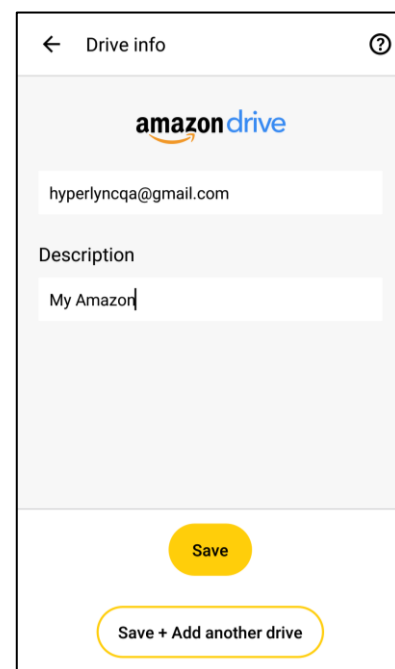 Drive info
amazon drive
hyperlyncqa@gmail.com
Description
My Amazon
Save
Save + Add another drive